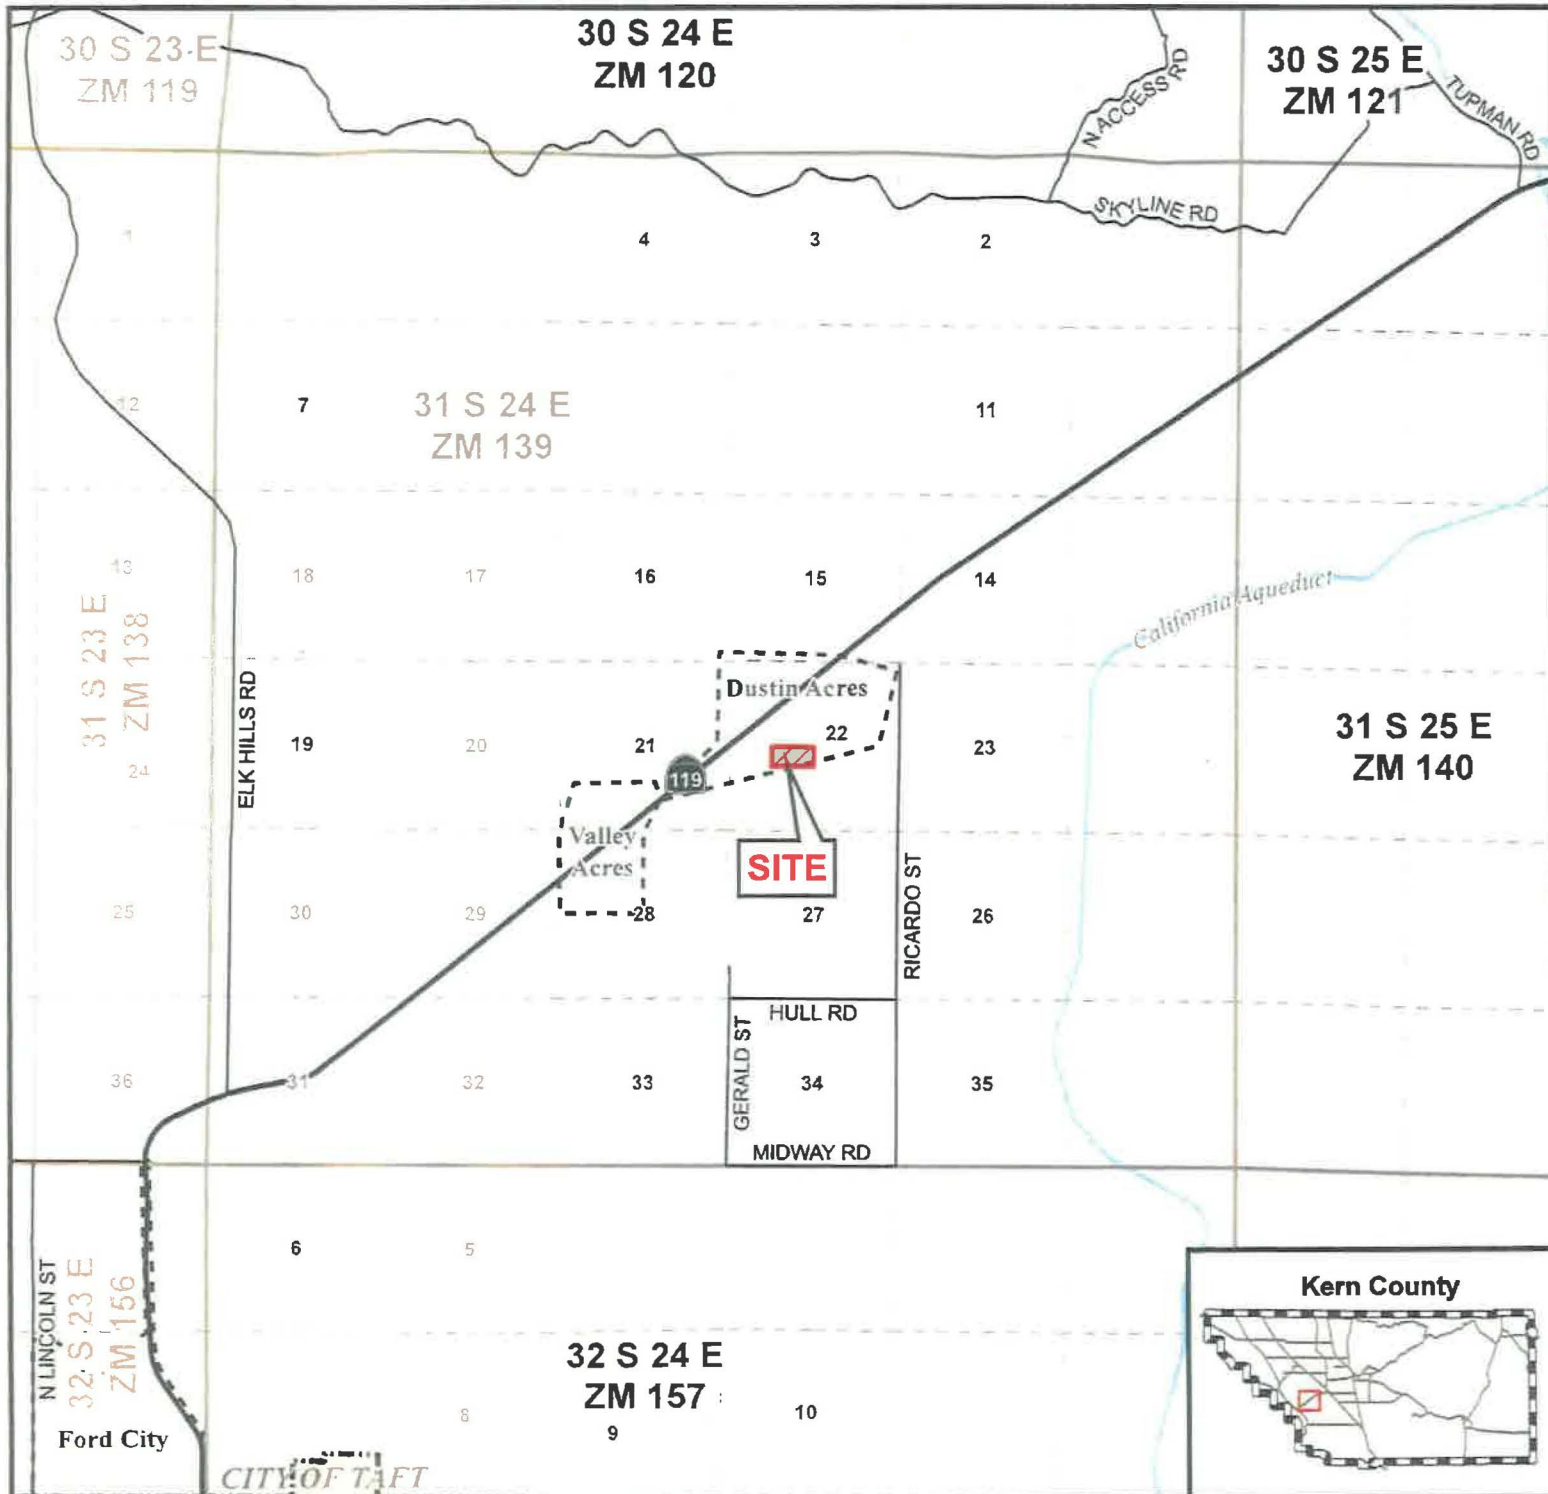 30 S 23 E
ZM 119
30 S 24 E
ZM 120
30 S 25 E
ZM 121
N ACCESS RD
TUPMAN RD
SKYLINE RD
1
4
3
2
12
7
31 S 24 E
ZM 139
11
13
18
17
16
15
14
California Aqueduct
31 S 23 E
ZM 138
ELK HILLS RD
Dustin Acres
24
19
20
21
22
23
31 S 25 E
ZM 140
119
Valley
Acres
SITE
25
30
29
28
27
RICARDO ST
26
HULL RD
GERALD ST
36
31
32
33
34
35
MIDWAY RD
N LINCOLN ST
32 S 23 E
ZM 156
6
5
Kern County
32 S 24 E
ZM 157
8
9
10
Ford City
CITY OF TAFT